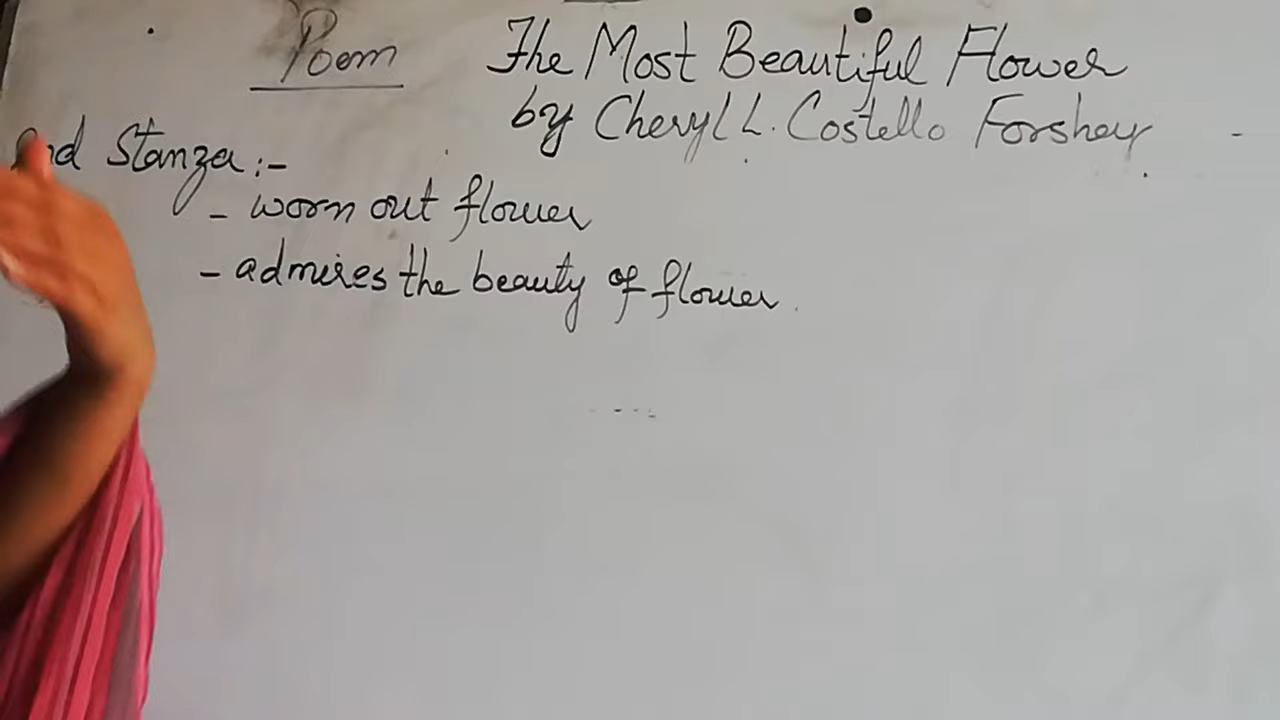 Poem The Most Beautiful Flower
by Cheryl L. Costello Forshey
Stanza :-
- worn out flower
- admires the beauty of flower.